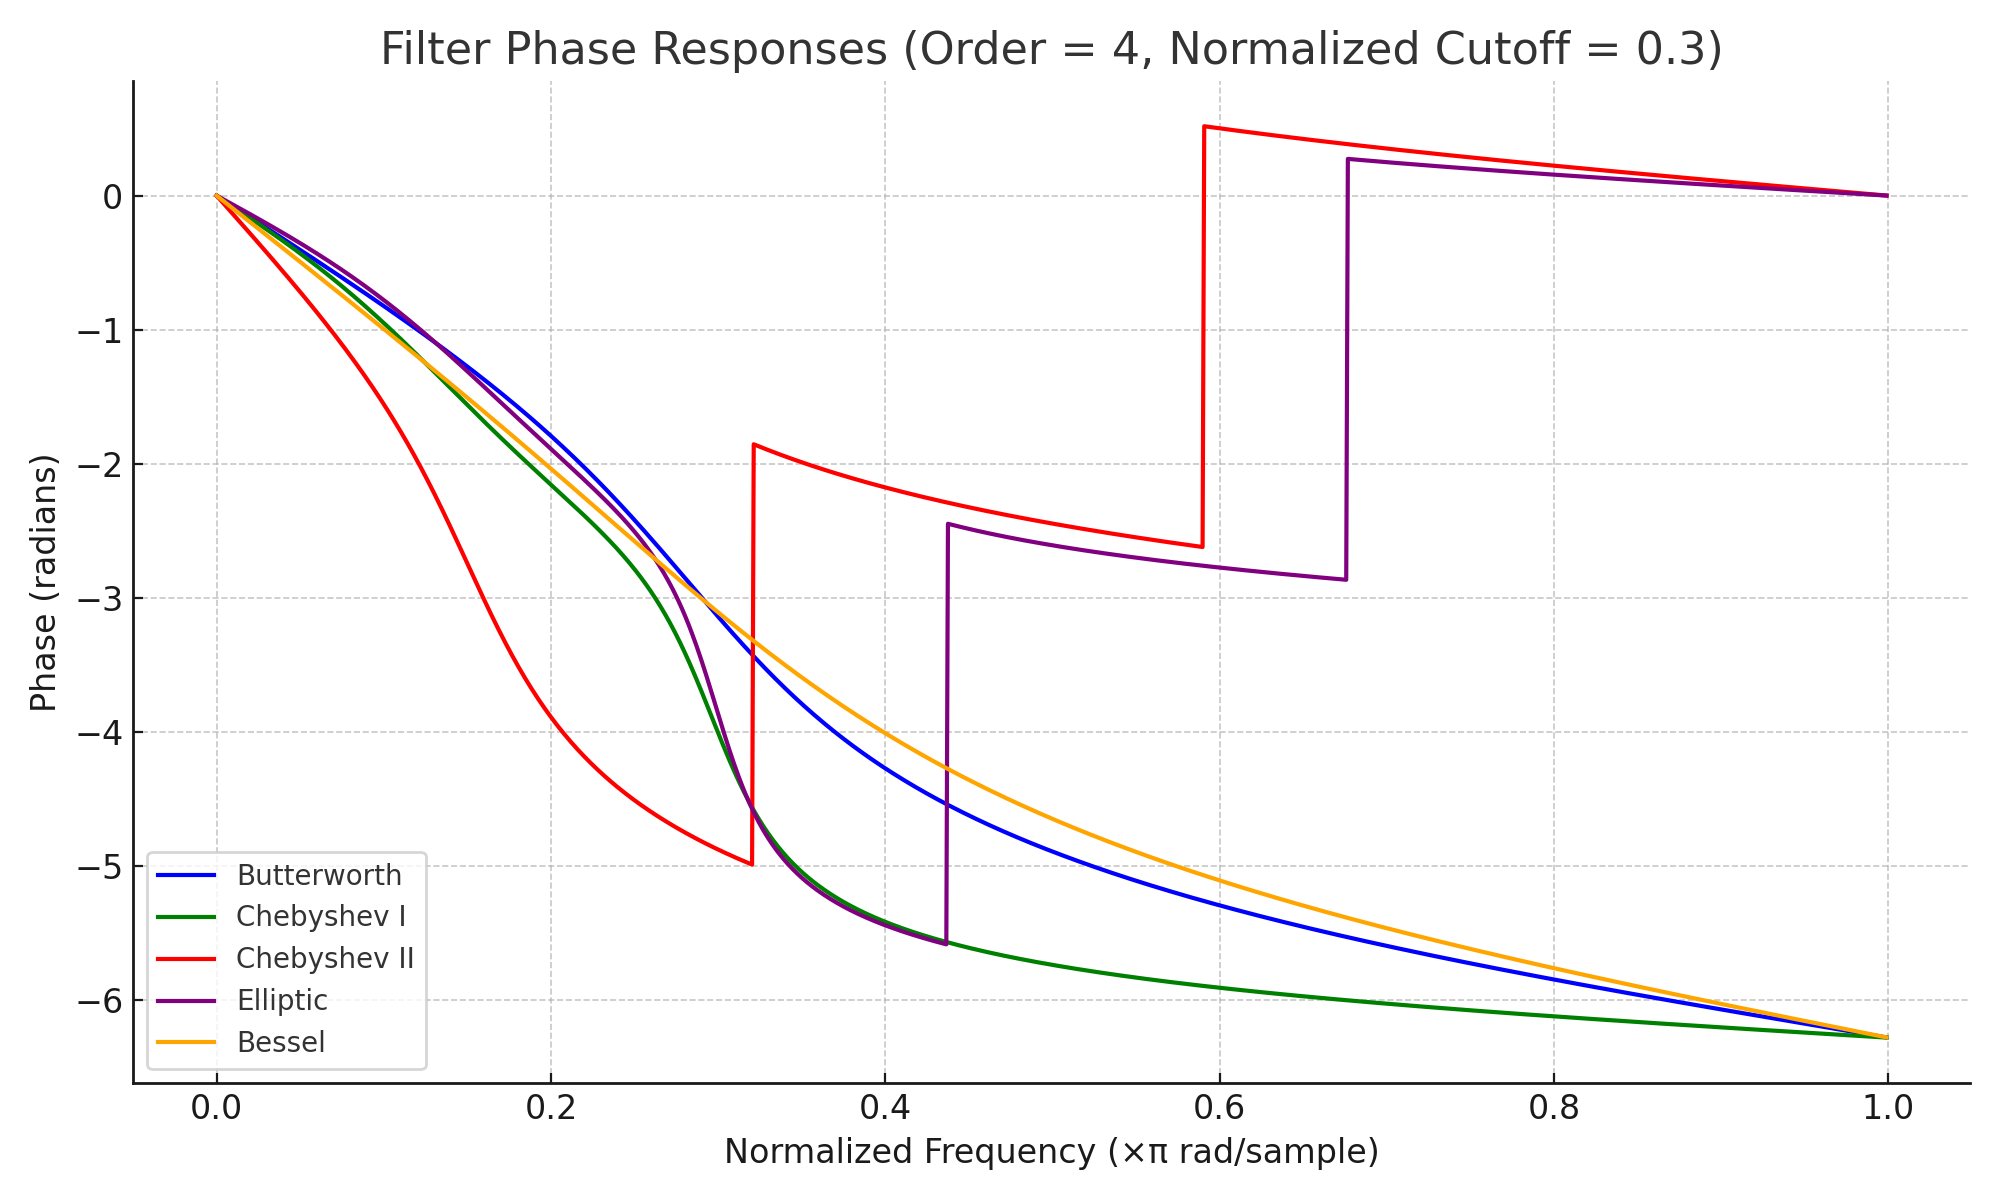 Filter Phase Responses (Order = 4, Normalized Cutoff = 0.3)
Phase (radians)
0
−1
−2
−3
−4
−5
−6
Butterworth
Chebyshev I
Chebyshev II
Elliptic
Bessel
0.0 0.2 0.4 0.6 0.8 1.0
Normalized Frequency (×π rad/sample)